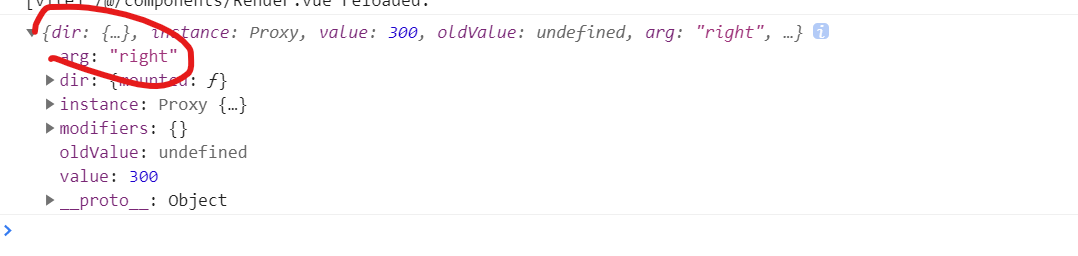 [vite] /@/components/Render.vue reloaded.
{dir: {…}, instance: Proxy, value: 300, oldValue: undefined, arg: "right", …}
arg: "right"
dir: {mounted: ƒ}
instance: Proxy {…}
modifiers: {}
oldValue: undefined
value: 300
__proto__: Object